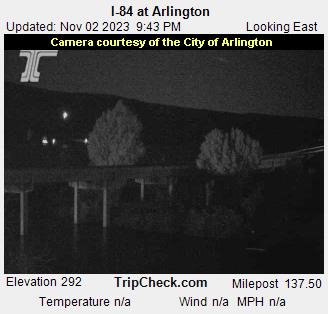 I-84 at Arlington
Updated: Nov 02 2023 9:43 PM Looking East
Camera courtesy of the City of Arlington
Elevation 292 TripCheck.com Milepost 137.50
Temperature n/a Wind n/a MPH n/a